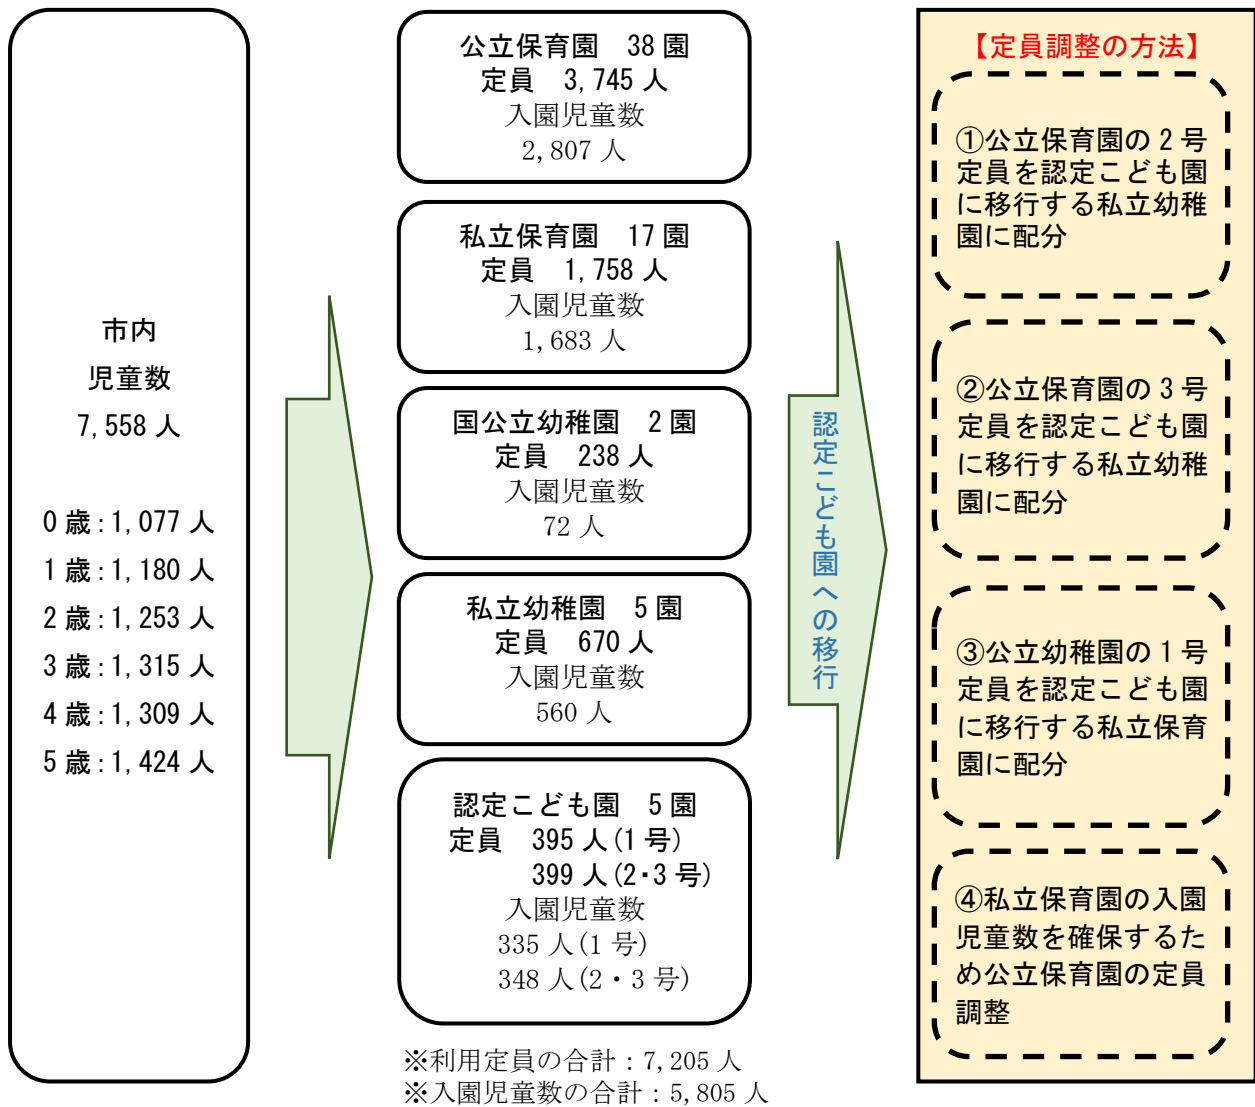 市内
児童数
7,558 人
0 歳:1,077 人
1 歳:1,180 人
2 歳:1,253 人
3 歳:1,315 人
4 歳:1,309 人
5 歳:1,424 人
公立保育園　38 園
定員　3,745 人
入園児童数
2,807 人
私立保育園　17 園
定員　1,758 人
入園児童数
1,683 人
国公立幼稚園　2 園
定員　238 人
入園児童数
72 人
私立幼稚園　5 園
定員　670 人
入園児童数
560 人
認定こども園　5 園
定員　395 人(1 号)
399 人(2・3 号)
入園児童数
335 人(1 号)
348 人(2・3 号)
※利用定員の合計：7,205 人
※入園児童数の合計：5,805 人
認定こども園への移行
【定員調整の方法】
①公立保育園の 2 号
定員を認定こども園
に移行する私立幼稚
園に配分
②公立保育園の 3 号
定員を認定こども園
に移行する私立幼稚
園に配分
③公立幼稚園の 1 号
定員を認定こども園
に移行する私立保育
園に配分
④私立保育園の入園
児童数を確保するた
め公立保育園の定員
調整